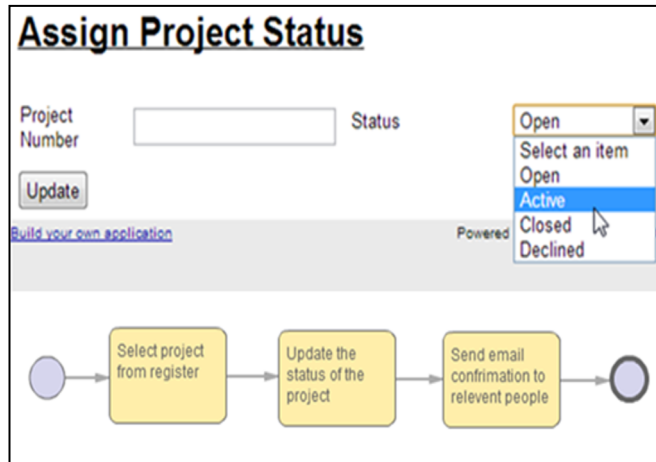 Assign Project Status
Project
Number
Status
Open
Select an item
Open
Active
Closed
Declined
Update
Build your own application
Powered
Select project
from register
Update the
status of the
project
Send email
confrimation to
relevent people